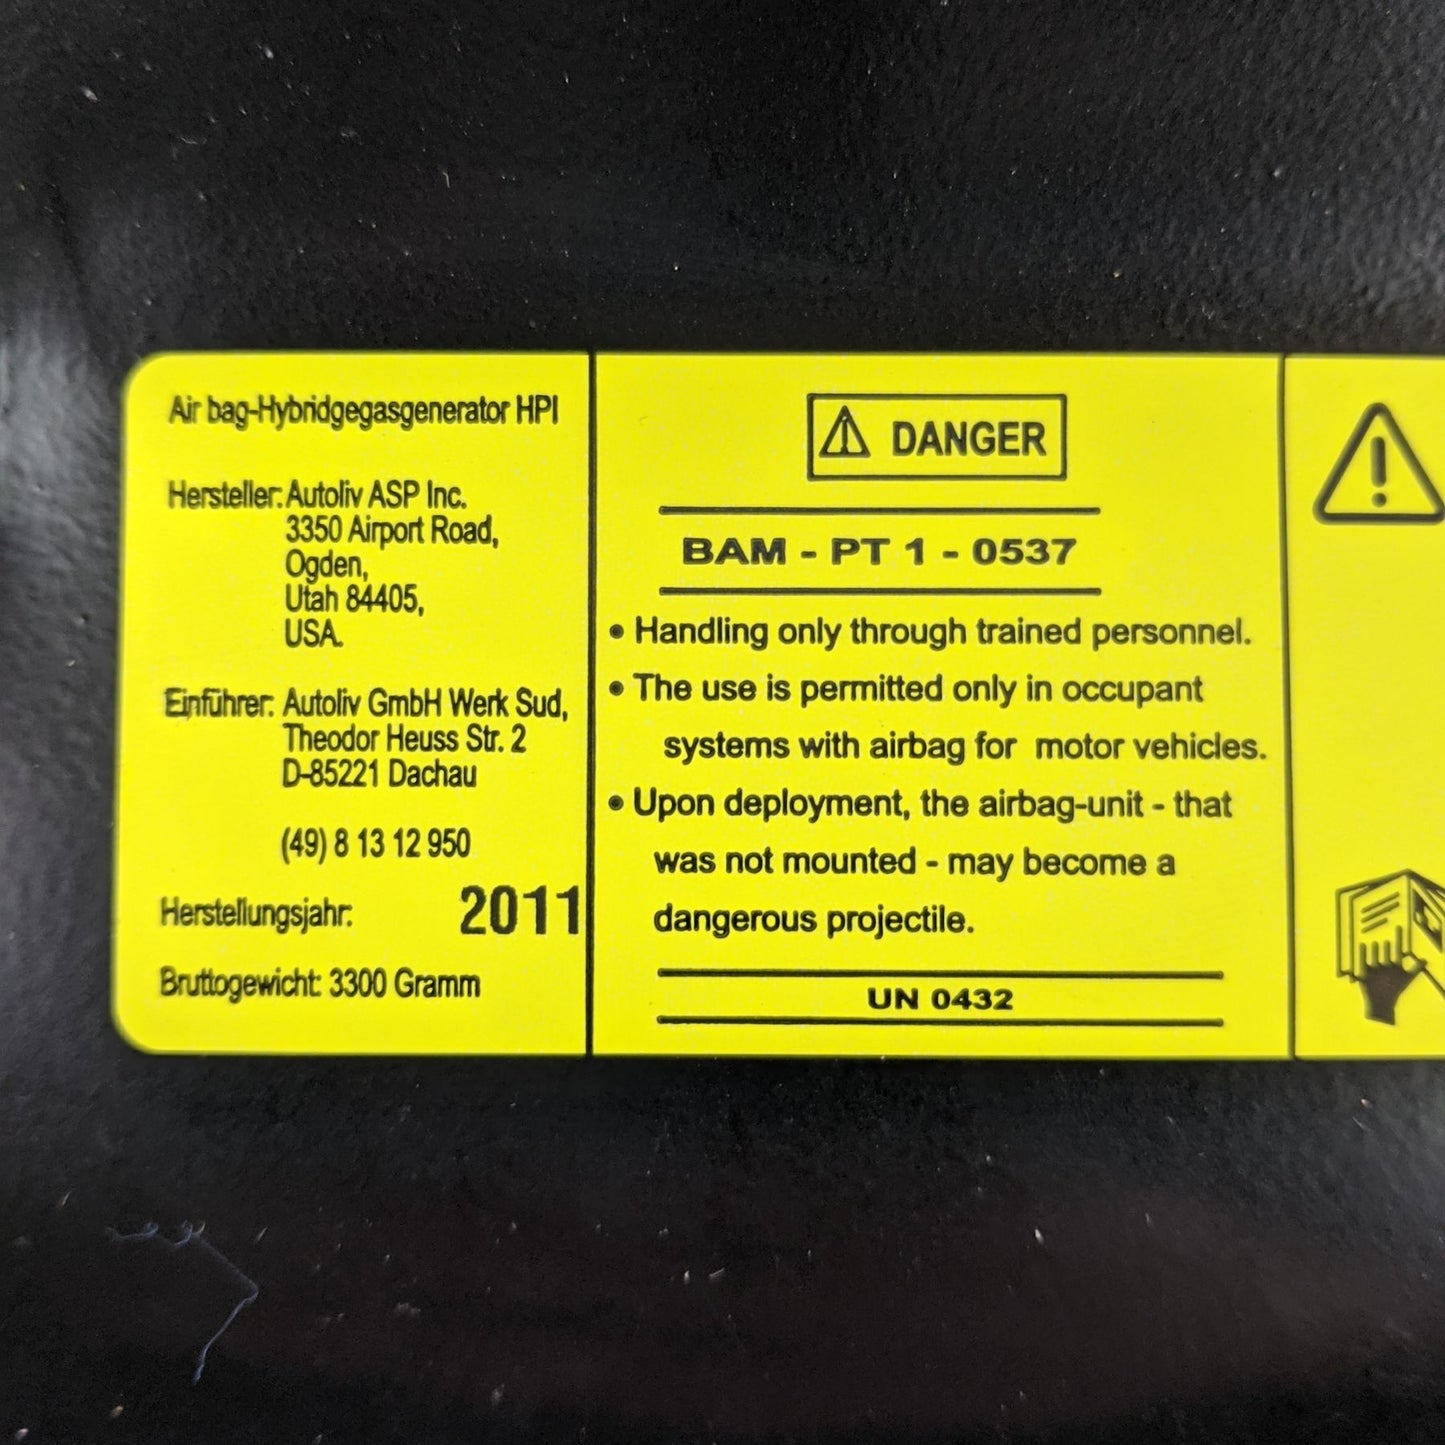 Air bag-Hybridgegasgenerator HPI
Hersteller: Autoliv ASP Inc.
3350 Airport Road,
Ogden,
Utah 84405,
USA.
Einführer: Autoliv GmbH Werk Sud,
Theodor Heuss Str. 2
D-85221 Dachau
(49) 8 13 12 950
Herstellungsjahr: 2011
Bruttogewicht: 3300 Gramm
DANGER
BAM - PT 1 - 0537
• Handling only through trained personnel.
• The use is permitted only in occupant
systems with airbag for motor vehicles.
• Upon deployment, the airbag-unit - that
was not mounted - may become a
dangerous projectile.
UN 0432